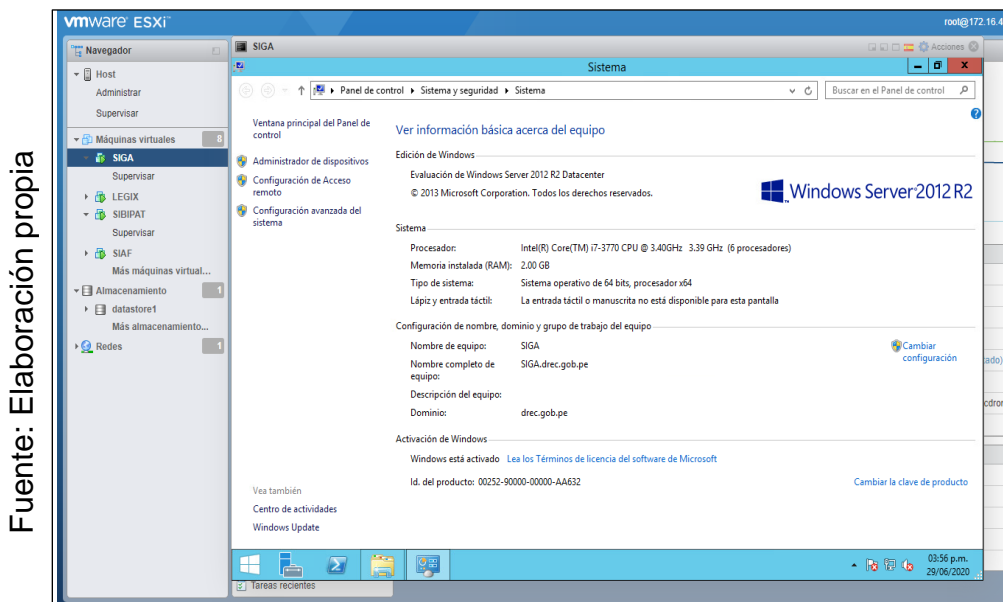 Fuente: Elaboración propia
vmware ESXi
root@172.16.4
Navegador
Host
Administrar
Supervisar
Máquinas virtuales 8
SIGA
Supervisar
LEGIX
SIBIPAT
Supervisar
SIAF
Más máquinas virtual...
Almacenamiento 1
datastore1
Más almacenamiento...
Redes 1
SIGA
Acciones
Sistema
Panel de control Sistema y seguridad Sistema
Buscar en el Panel de control
Ventana principal del Panel de
control
Administrador de dispositivos
Configuración de Acceso
remoto
Configuración avanzada del
sistema
Ver información básica acerca del equipo
Edición de Windows
Evaluación de Windows Server 2012 R2 Datacenter
© 2013 Microsoft Corporation. Todos los derechos reservados.
Windows Server 2012 R2
Sistema
Procesador: Intel(R) Core(TM) i7-3770 CPU @ 3.40GHz 3.39 GHz (6 procesadores)
Memoria instalada (RAM): 2.00 GB
Tipo de sistema: Sistema operativo de 64 bits, procesador x64
Lápiz y entrada táctil: La entrada táctil o manuscrita no está disponible para esta pantalla
Configuración de nombre, dominio y grupo de trabajo del equipo
Nombre de equipo: SIGA
Cambiar
configuración
Nombre completo de
equipo: SIGA.drec.gob.pe
Descripción del equipo:
Dominio: drec.gob.pe
Activación de Windows
Windows está activado Lea los Términos de licencia del software de Microsoft
Id. del producto: 00252-90000-00000-AA632
Cambiar la clave de producto
Vea también
Centro de actividades
Windows Update
ado)
cdror
03:56 p.m.
29/06/2020
Tareas recientes